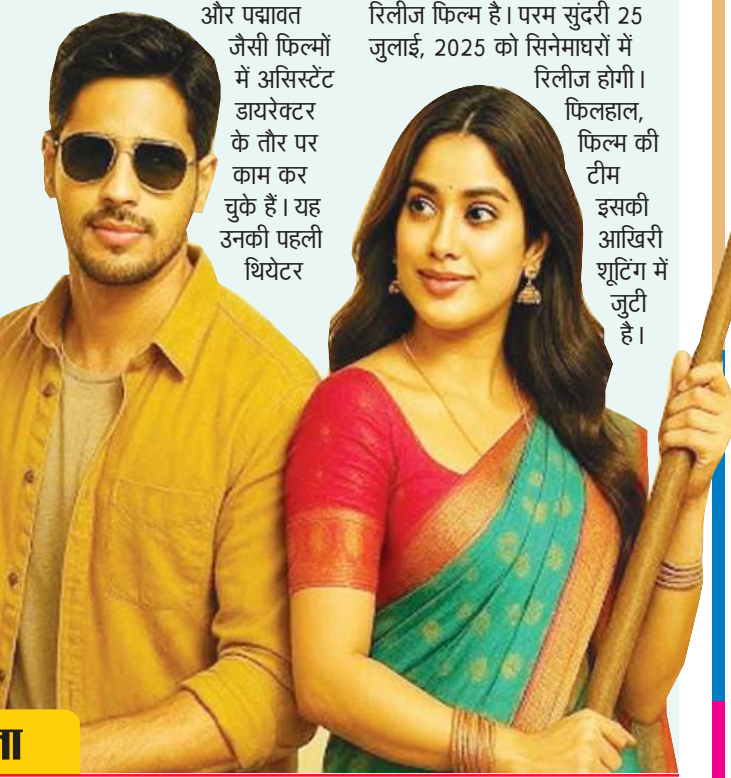 और पद्मावत
जैसी फिल्मों
में असिस्टेंट
डायरेक्टर
के तौर पर
काम कर
चुके हैं। यह
उनकी पहली
थियेटर
रिलीज फिल्म है। परम सुंदरी 25
जुलाई, 2025 को सिनेमाघरों में
रिलीज होगी।
फिलहाल,
फिल्म की
टीम
इसकी
आखिरी
शूटिंग में
जुटी
है।